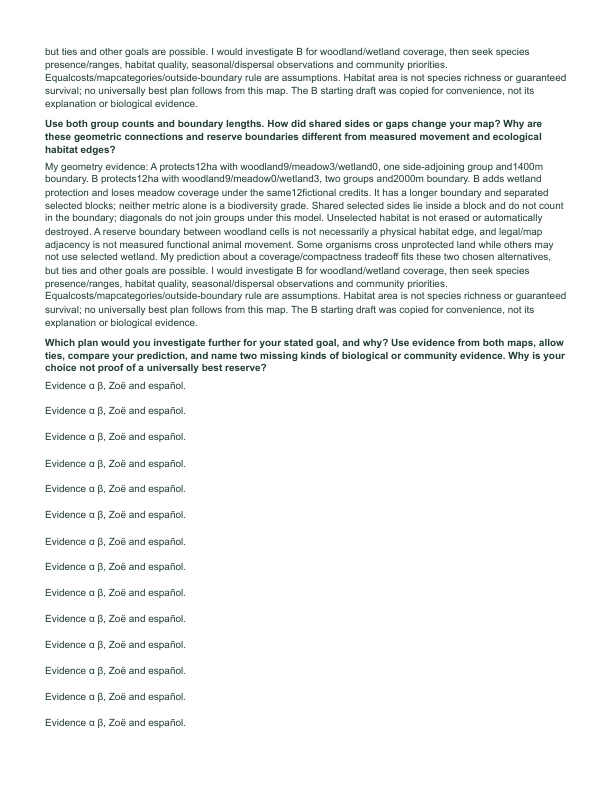 but ties and other goals are possible. I would investigate B for woodland/wetland coverage, then seek species
presence/ranges, habitat quality, seasonal/dispersal observations and community priorities.
Equalcosts/mapcategories/outside-boundary rule are assumptions. Habitat area is not species richness or guaranteed
survival; no universally best plan follows from this map. The B starting draft was copied for convenience, not its
explanation or biological evidence.
Use both group counts and boundary lengths. How did shared sides or gaps change your map? Why are
these geometric connections and reserve boundaries different from measured movement and ecological
habitat edges?
My geometry evidence: A protects12ha with woodland9/meadow3/wetland0, one side-adjoining group and1400m
boundary. B protects12ha with woodland9/meadow0/wetland3, two groups and2000m boundary. B adds wetland
protection and loses meadow coverage under the same12fictional credits. It has a longer boundary and separated
selected blocks; neither metric alone is a biodiversity grade. Shared selected sides lie inside a block and do not count
in the boundary; diagonals do not join groups under this model. Unselected habitat is not erased or automatically
destroyed. A reserve boundary between woodland cells is not necessarily a physical habitat edge, and legal/map
adjacency is not measured functional animal movement. Some organisms cross unprotected land while others may
not use selected wetland. My prediction about a coverage/compactness tradeoff fits these two chosen alternatives,
but ties and other goals are possible. I would investigate B for woodland/wetland coverage, then seek species
presence/ranges, habitat quality, seasonal/dispersal observations and community priorities.
Equalcosts/mapcategories/outside-boundary rule are assumptions. Habitat area is not species richness or guaranteed
survival; no universally best plan follows from this map. The B starting draft was copied for convenience, not its
explanation or biological evidence.
Which plan would you investigate further for your stated goal, and why? Use evidence from both maps, allow
ties, compare your prediction, and name two missing kinds of biological or community evidence. Why is your
choice not proof of a universally best reserve?
Evidence α β, Zoë and español.
Evidence α β, Zoë and español.
Evidence α β, Zoë and español.
Evidence α β, Zoë and español.
Evidence α β, Zoë and español.
Evidence α β, Zoë and español.
Evidence α β, Zoë and español.
Evidence α β, Zoë and español.
Evidence α β, Zoë and español.
Evidence α β, Zoë and español.
Evidence α β, Zoë and español.
Evidence α β, Zoë and español.
Evidence α β, Zoë and español.
Evidence α β, Zoë and español.